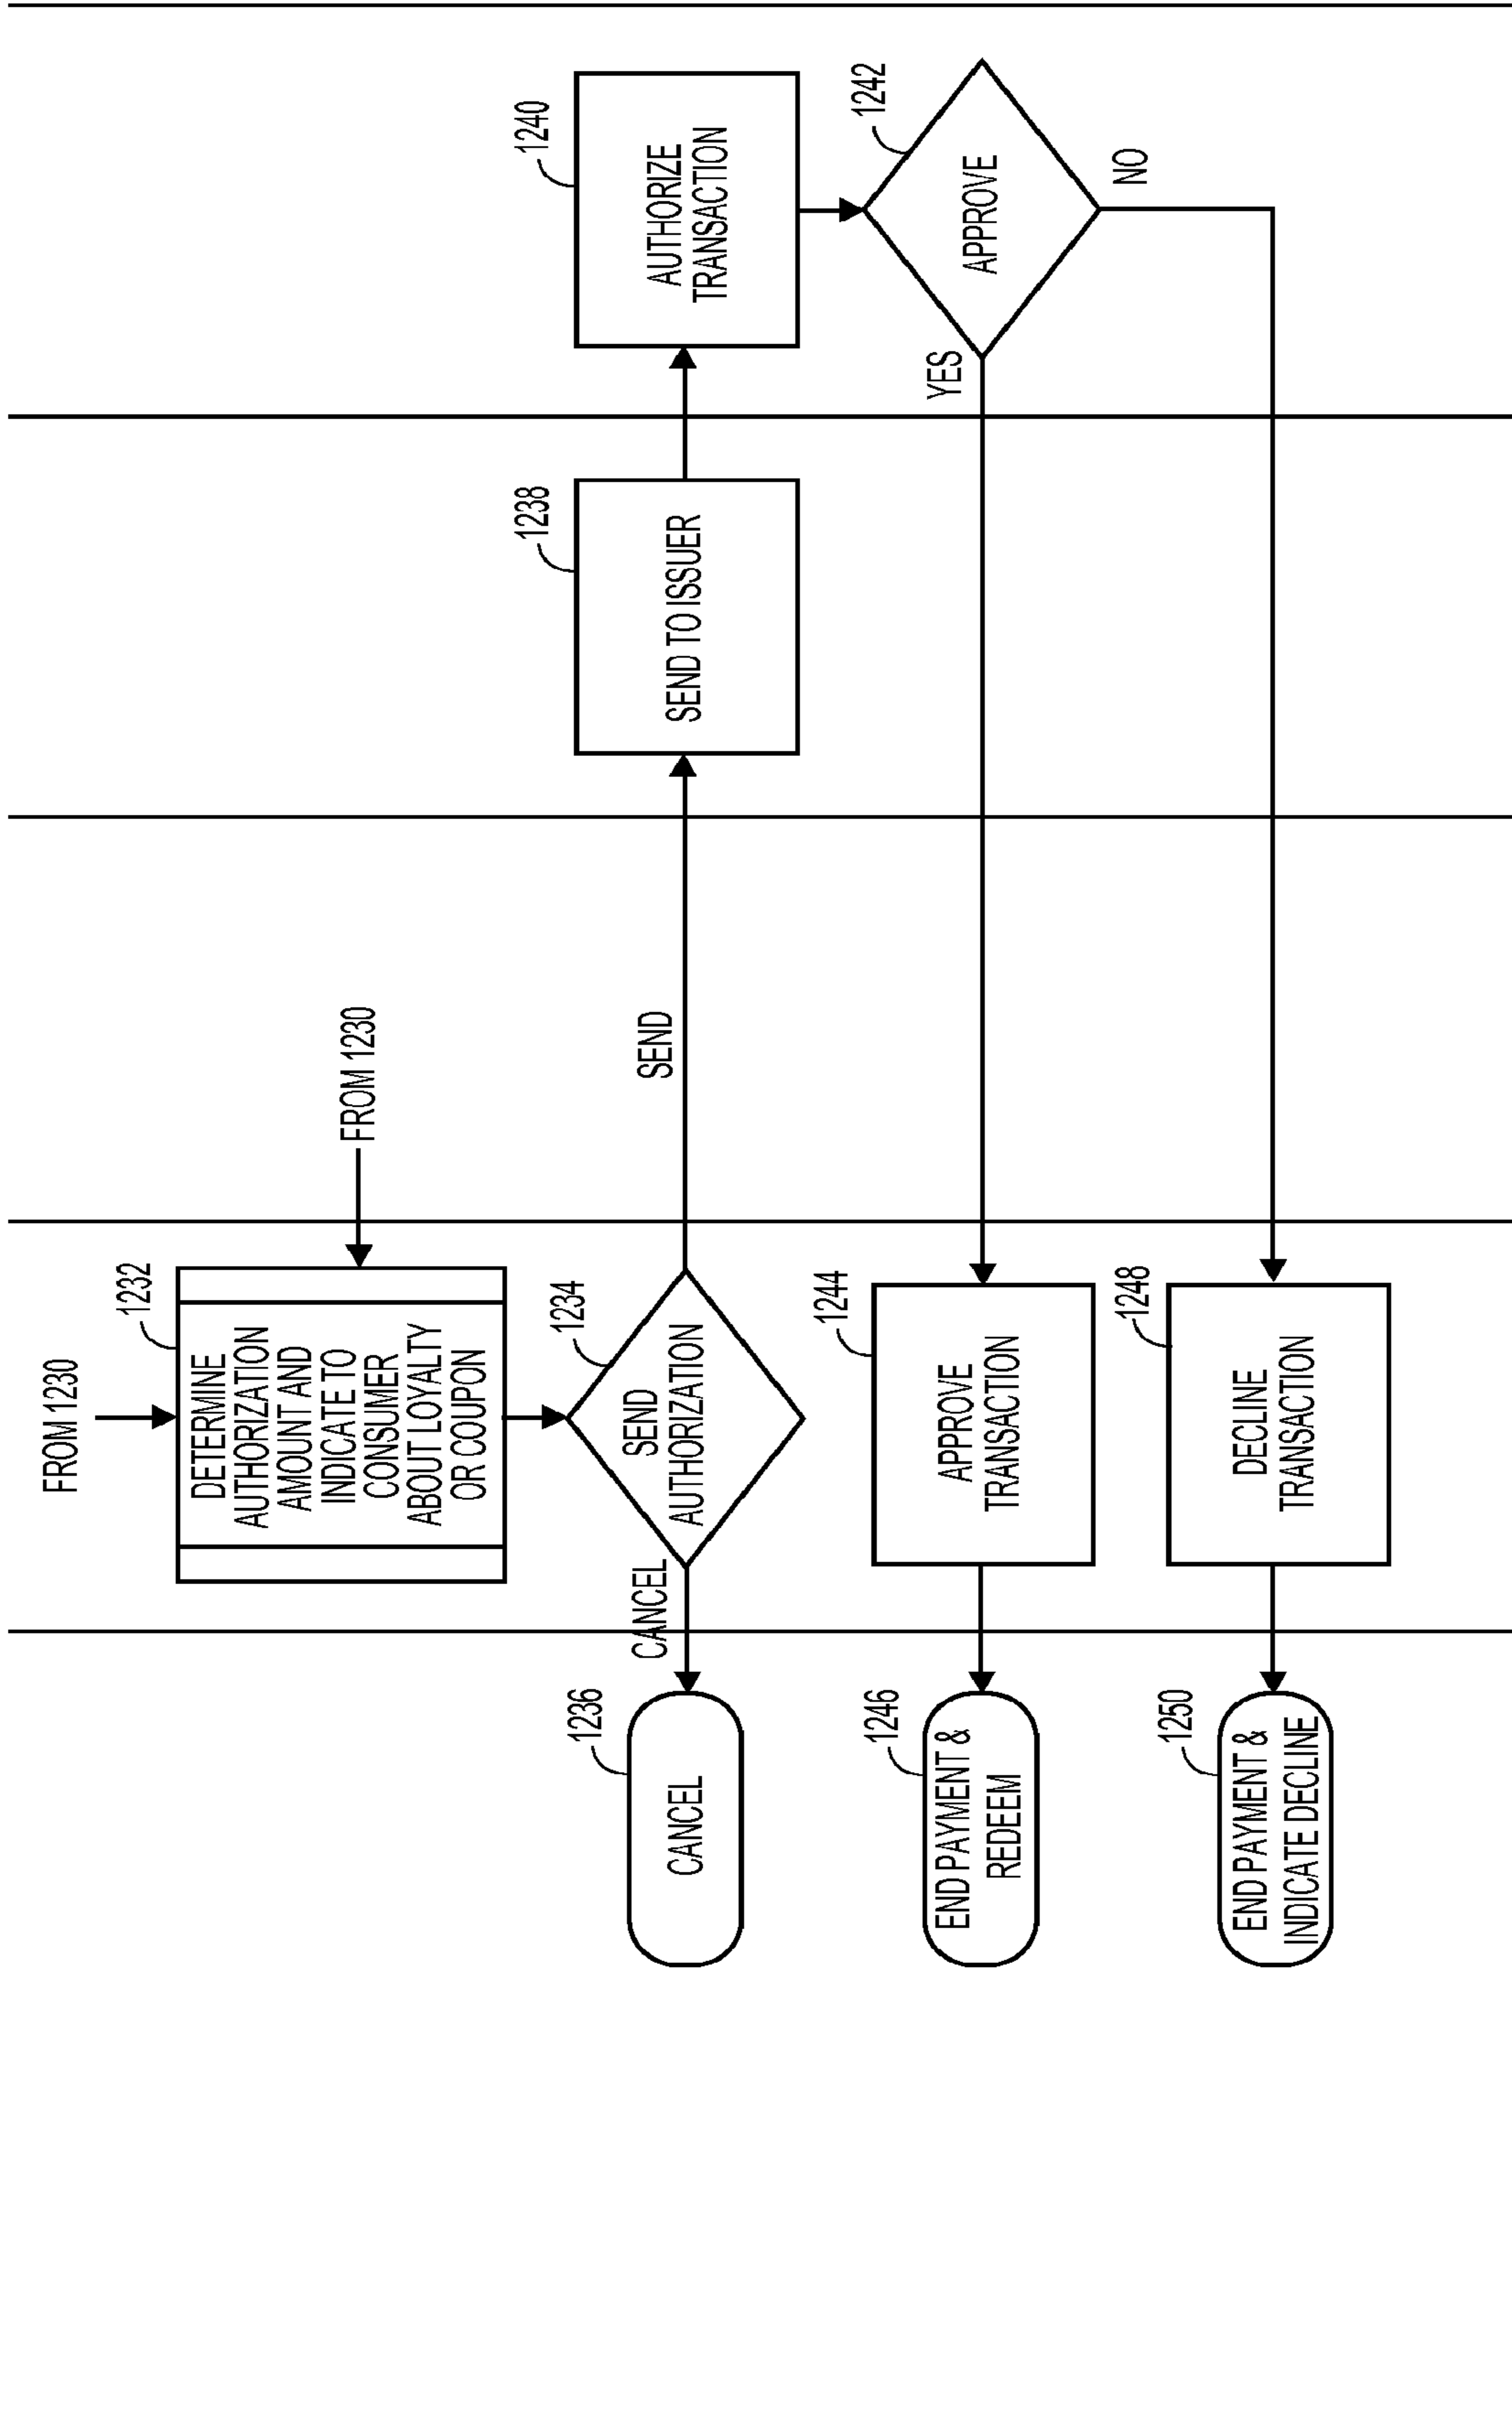 FROM 1230
1232
DETERMINE
AUTHORIZATION
AMOUNT AND
INDICATE TO
CONSUMER
ABOUT LOYALTY
OR COUPON
FROM 1230
1234
SEND
AUTHORIZATION
CANCEL
1236
CANCEL
SEND
1238
SEND TO ISSUER
1240
AUTHORIZE
TRANSACTION
1242
APPROVE
YES
NO
1244
APPROVE
TRANSACTION
1246
END PAYMENT &
REDEEM
1248
DECLINE
TRANSACTION
1250
END PAYMENT &
INDICATE DECLINE